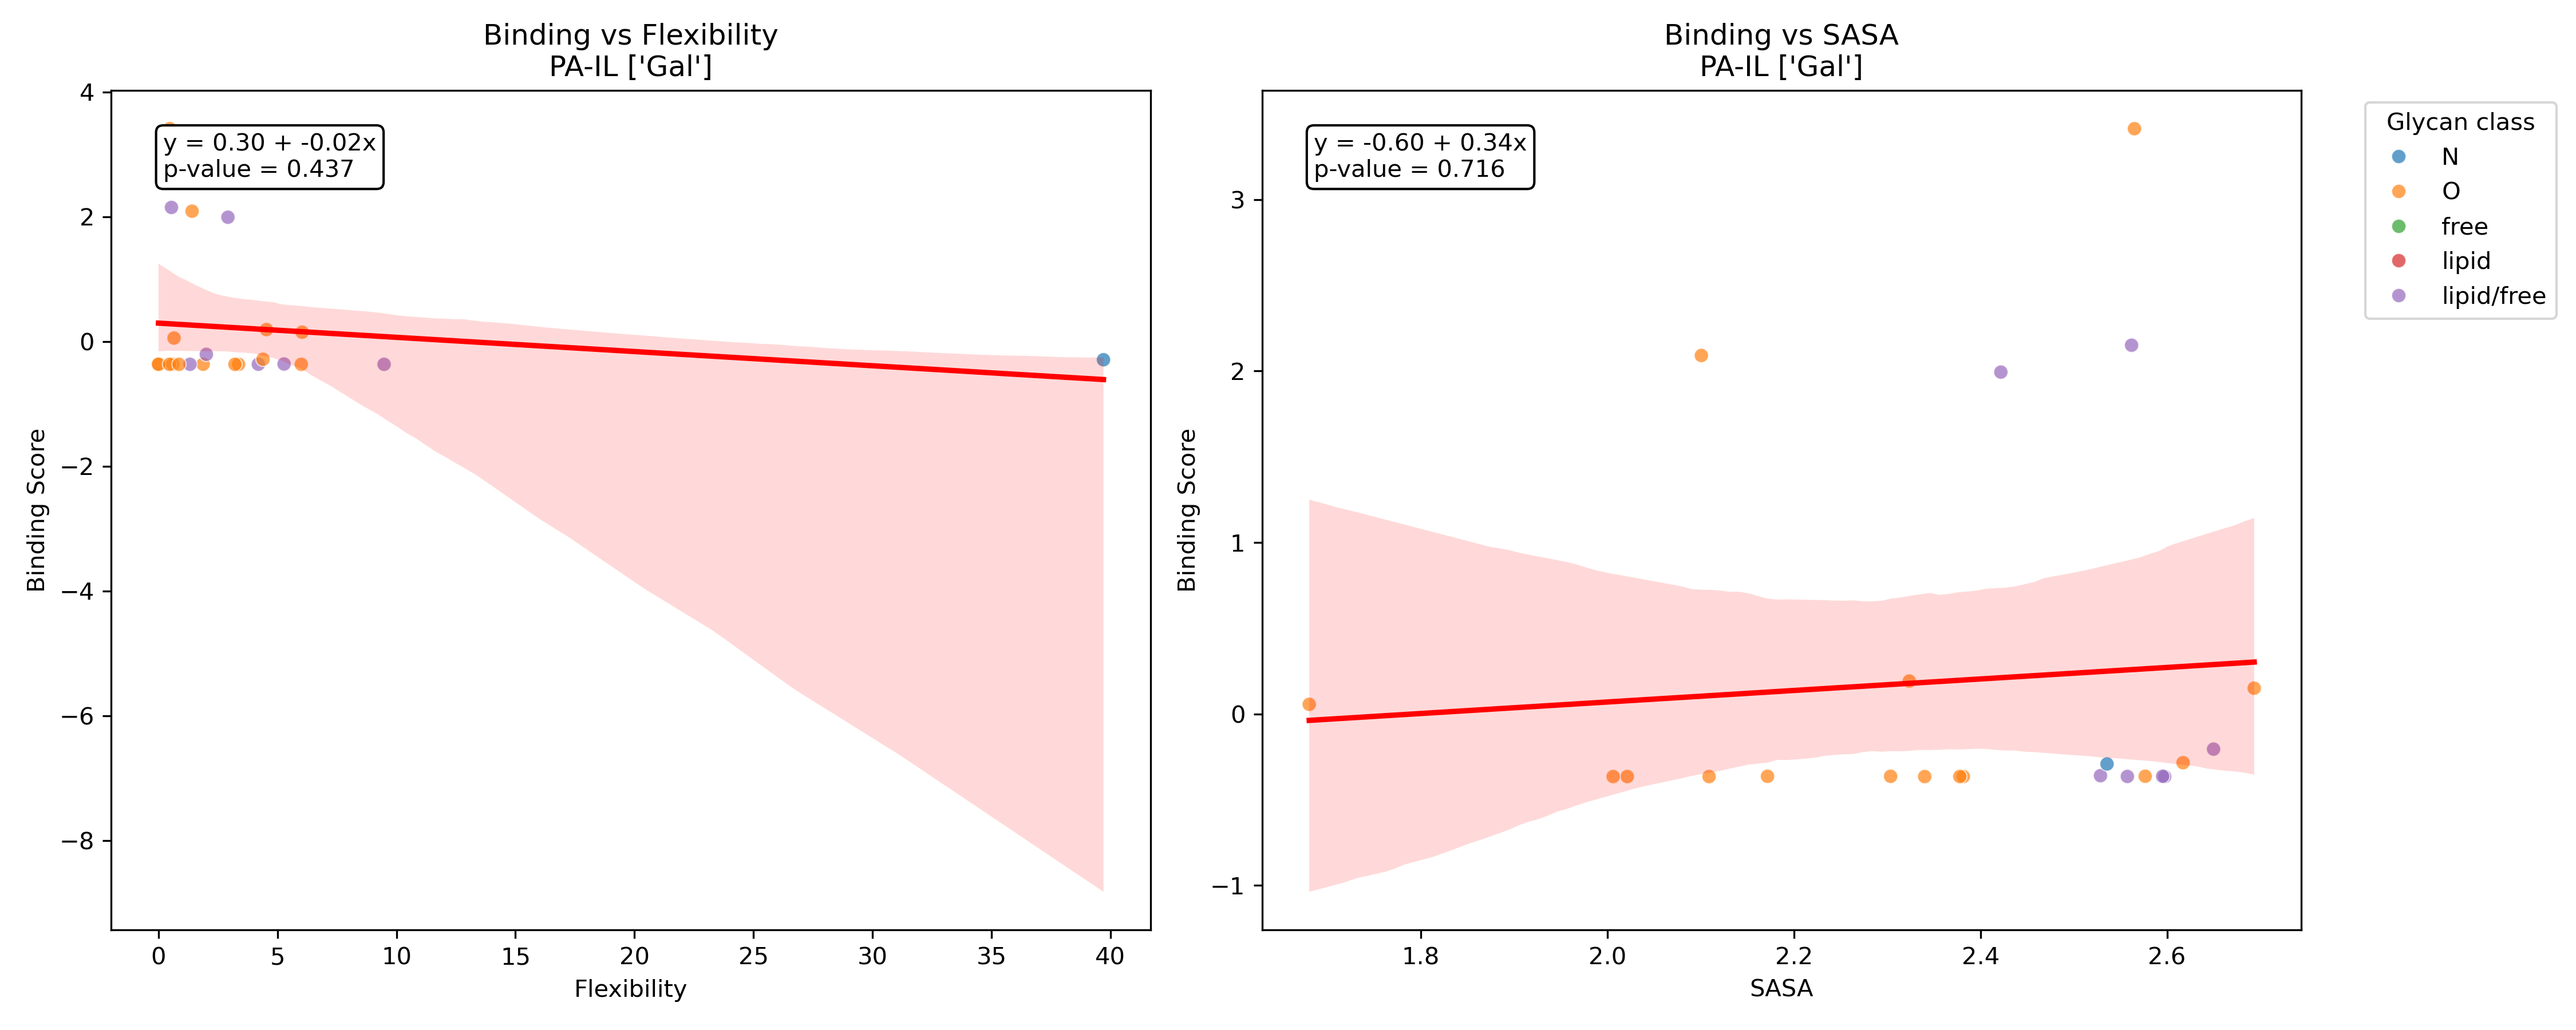 Binding vs Flexibility
PA-IL ['Gal']
y = 0.30 + -0.02x
p-value = 0.437
4
2
0
−2
−4
−6
−8
Binding Score
0 5 10 15 20 25 30 35 40
Flexibility
Binding vs SASA
PA-IL ['Gal']
y = -0.60 + 0.34x
p-value = 0.716
3
2
1
0
−1
Binding Score
1.8 2.0 2.2 2.4 2.6
SASA
Glycan class
N
O
free
lipid
lipid/free